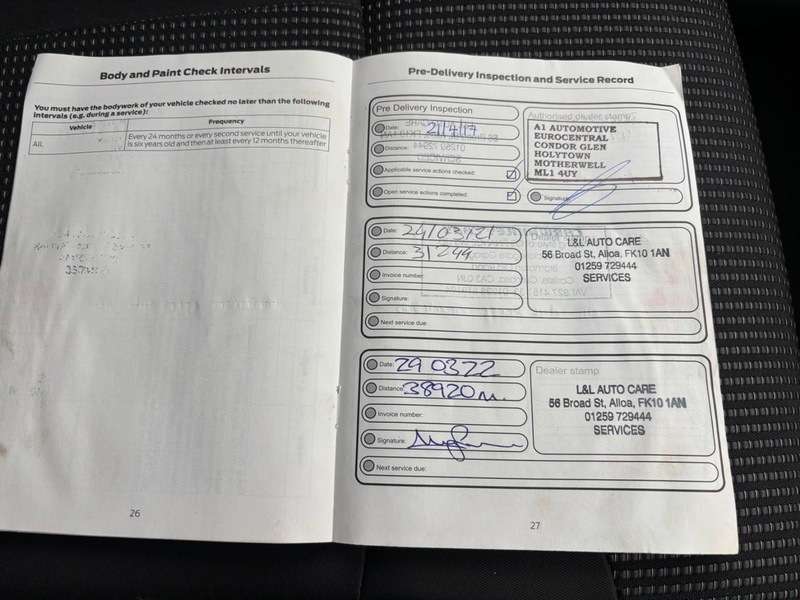 Body and Paint Check Intervals
You must have the bodywork of your vehicle checked no later than the following
intervals (e.g. during a service):
Vehicle Frequency
All. Every 24 months or every second service until your vehicle
is six years old and then at least every 12 months thereafter
26
Pre-Delivery Inspection and Service Record
Pre Delivery Inspection
Date: 21/4/17
Distance:
Applicable service actions checked:
Open service actions completed:
Authorised dealer stamp
A1 AUTOMOTIVE
EUROCENTRAL
CONDOR GLEN
HOLYTOWN
MOTHERWELL
ML1 4UY
Signature:
Date: 24/03/21
Distance: 31244
Invoice number:
Signature:
Next service due:
L&L AUTO CARE
56 Broad St, Alloa, FK10 1AN
01259 729444
SERVICES
Date: 29 03 22
Distance: 38920 m.
Invoice number:
Signature:
Next service due:
Dealer stamp
L&L AUTO CARE
56 Broad St, Alloa, FK10 1AN
01259 729444
SERVICES
27